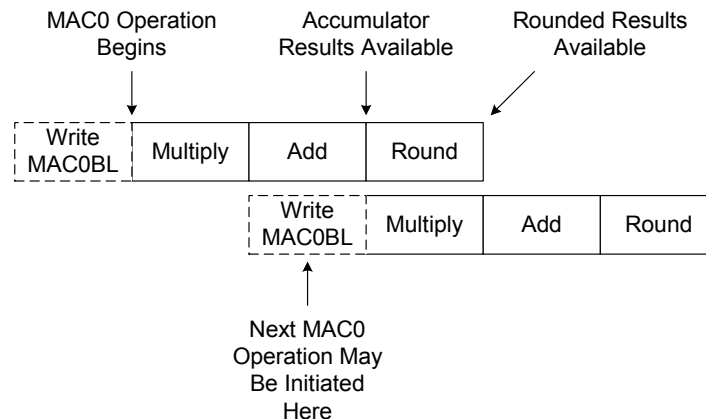 MAC0 Operation
Begins
Accumulator
Results Available
Rounded Results
Available
Write
MAC0BL
Multiply
Add
Round
Write
MAC0BL
Multiply
Add
Round
Next MAC0
Operation May
Be Initiated
Here